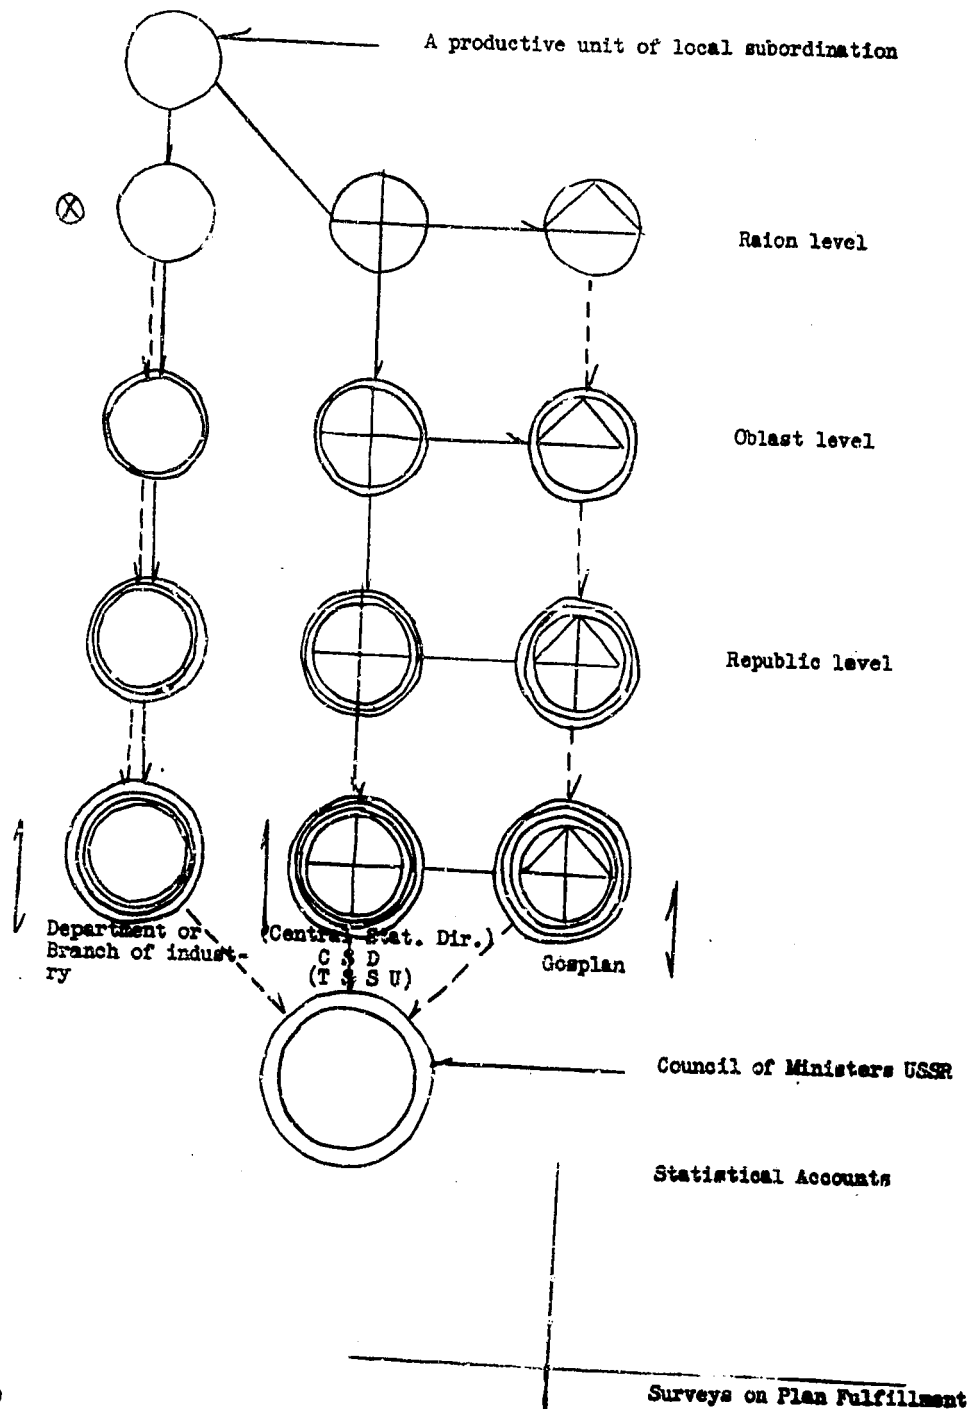 A productive unit of local subordination
Raion level
Oblast level
Republic level
Department or
Branch of indust-
ry
(Central Stat. Dir.)
C S D
(T S S U)
Gosplan
Council of Ministers USSR
Statistical Accounts
Surveys on Plan Fulfillment